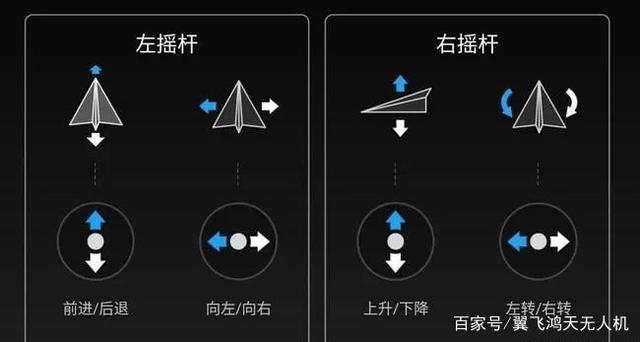 左摇杆
右摇杆
前进/后退
向左/向右
上升/下降
左转/右转
百家号/翼飞鸿天无人机